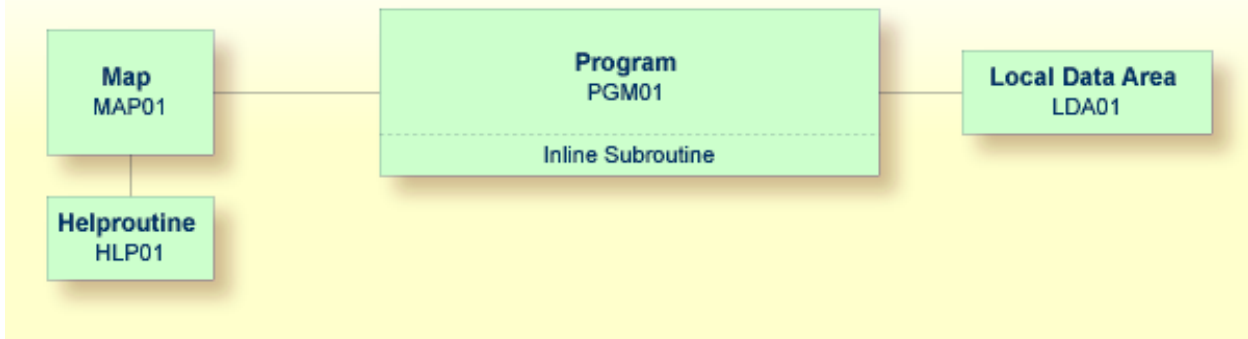 Map
MAP01
Program
PGM01
Inline Subroutine
Local Data Area
LDA01
Helproutine
HLP01